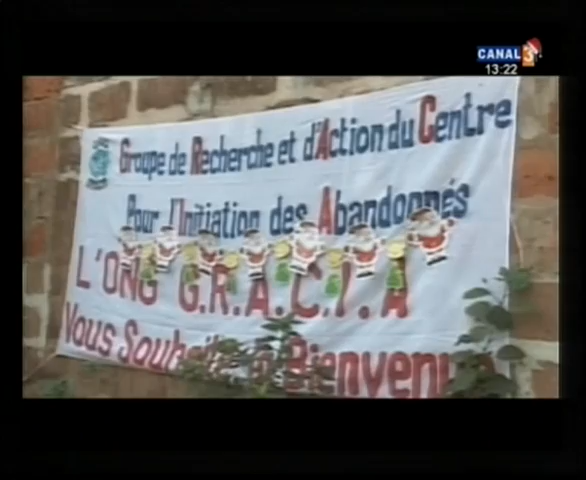 CANAL 3
13:22
Groupe de Recherche et d'Action du Centre
Pour l'Initiation des Abandonnés
L'ONG G.R.A.C.I.A
Vous Souhaite Bienvenue